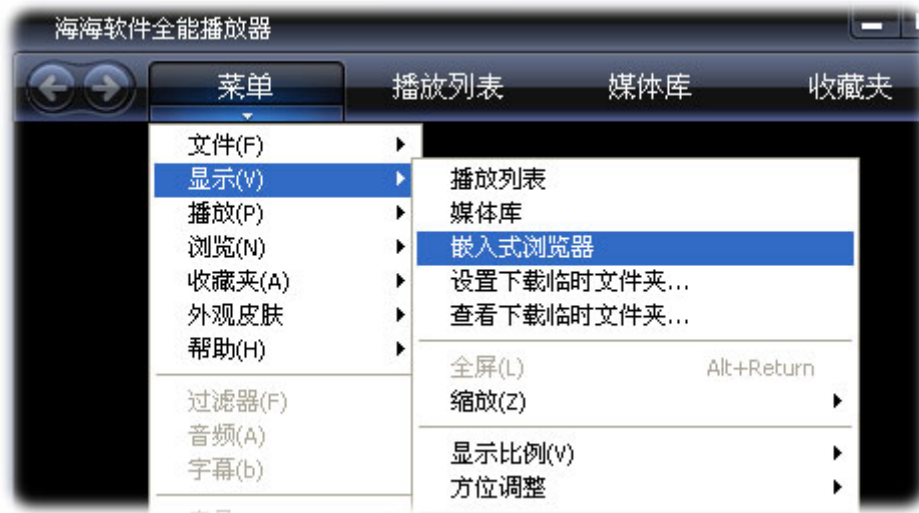 海海软件全能播放器
菜单 播放列表 媒体库 收藏夹
文件(F)
显示(V)
播放(P)
浏览(N)
收藏夹(A)
外观皮肤
帮助(H)
过滤器(F)
音频(A)
字幕(b)
播放列表
媒体库
嵌入式浏览器
设置下载临时文件夹...
查看下载临时文件夹...
全屏(L) Alt+Return
缩放(Z)
显示比例(V)
方位调整